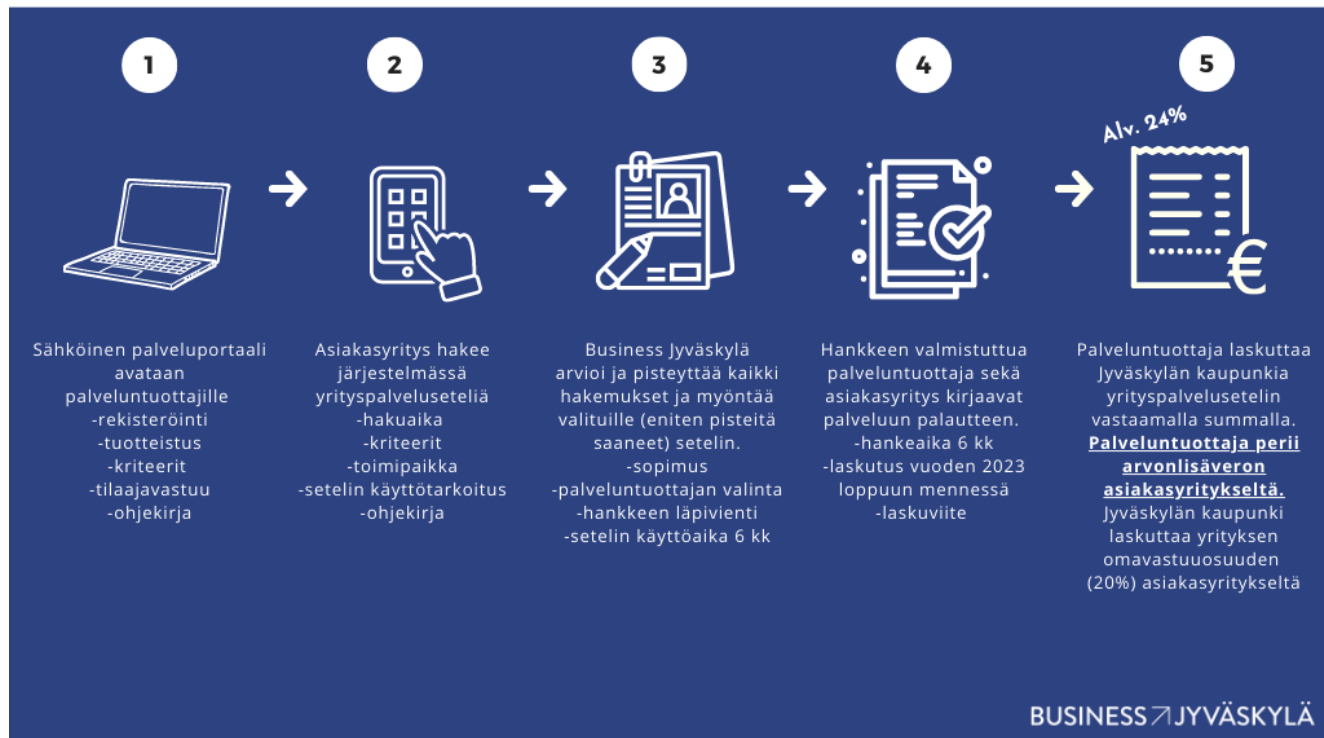 1
2
3
4
5
Alv. 24%
Sähköinen palveluportaali
avataan
palveluntuottajille
-rekisteröinti
-tuotteistus
-kriteerit
-tilaajavastuu
-ohjekirja
Asiakasyritys hakee
järjestelmässä
yrityspalveluseteliä
-hakuaika
-kriteerit
-toimipaikka
-setelin käyttötarkoitus
-ohjekirja
Business Jyväskylä
arvioi ja pisteyttää kaikki
hakemukset ja myöntää
valituille (eniten pisteitä
saaneet) setelin.
-sopimus
-palveluntuottajan valinta
-hankkeen läpivienti
-setelin käyttöaika 6 kk
Hankkeen valmistuttua
palveluntuottaja sekä
asiakasyritys kirjaavat
palveluun palautteen.
-hankeaika 6 kk
-laskutus vuoden 2023
loppuun mennessä
-laskuviite
€
Palveluntuottaja laskuttaa
Jyväskylän kaupunkia
yrityspalvelusetelin
vastaamalla summalla.
Palveluntuottaja perii
arvonlisäveron
asiakasyritykseltä.
Jyväskylän kaupunki
laskuttaa yrityksen
omavastuuosuuden
(20%) asiakasyritykseltä
BUSINESS JYVÄSKYLÄ